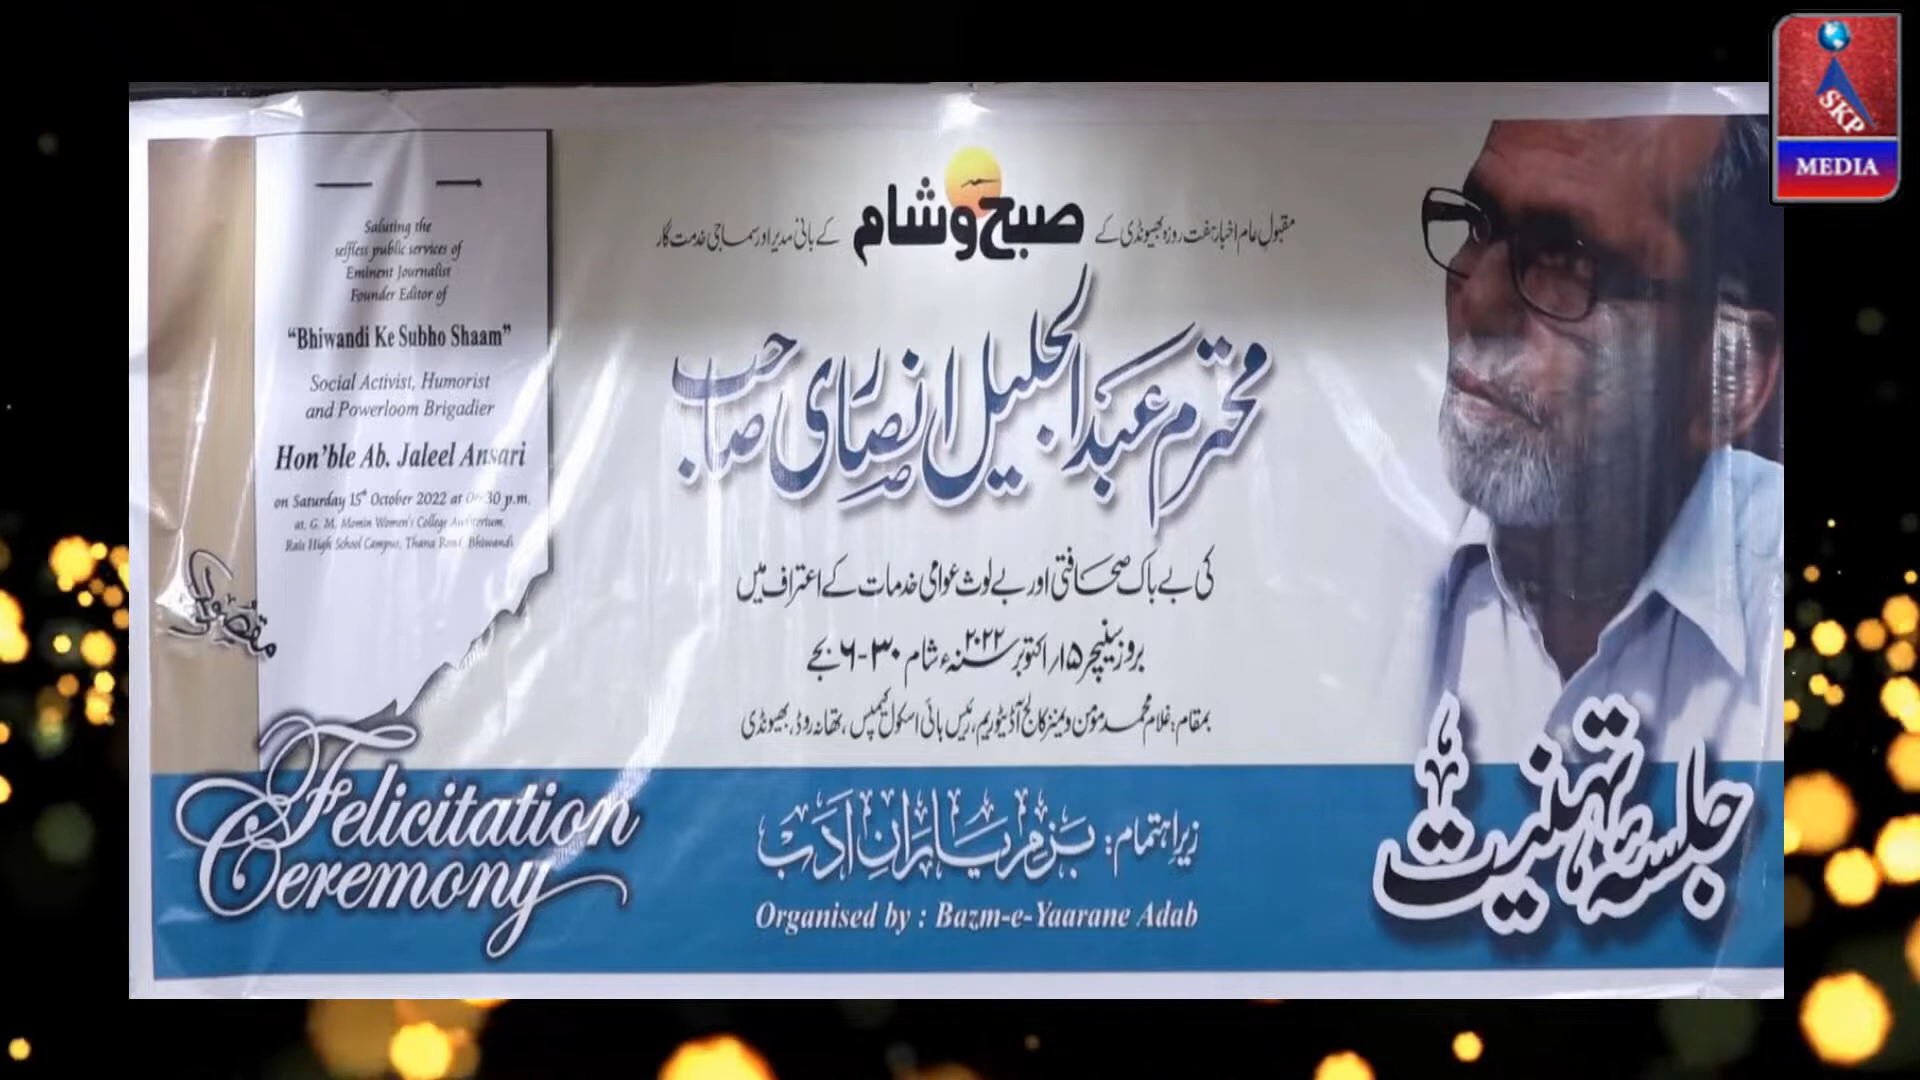 SKP
MEDIA
Saluting the
selfless public services of
Eminent Journalist
Founder Editor of
“Bhiwandi Ke Subho Shaam”
Social Activist, Humorist
and Powerloom Brigadier
Hon’ble Ab. Jaleel Ansari
on Saturday 15th October 2022 at 06-30 p.m.
at, G. M. Momin Women's College Auditorium,
Rais High School Campus, Thana Road, Bhiwandi
مقبول عام اخبار ہفت روزہ بھیونڈی کے صبح و شام کے بانی مدیر اور سماجی خدمت گار
محترم عبدالجلیل انصاری صاحب
کی بے باک صحافتی اور بے لوث عوامی خدمات کے اعتراف میں
بروز سنیچر ۱۵/ اکتوبر ۲۰۲۲ سنہء شام ۳۰-۶ بجے
بمقام: غلام محمد مومن ویمنز کالج آڈیٹوریم، رئیس ہائی اسکول کیمپس، تھانہ روڈ، بھیونڈی
Felicitation
Ceremony
زیر اہتمام: بزم یاران ادب
Organised by : Bazm-e-Yaarane Adab
جلسہ تہنیت